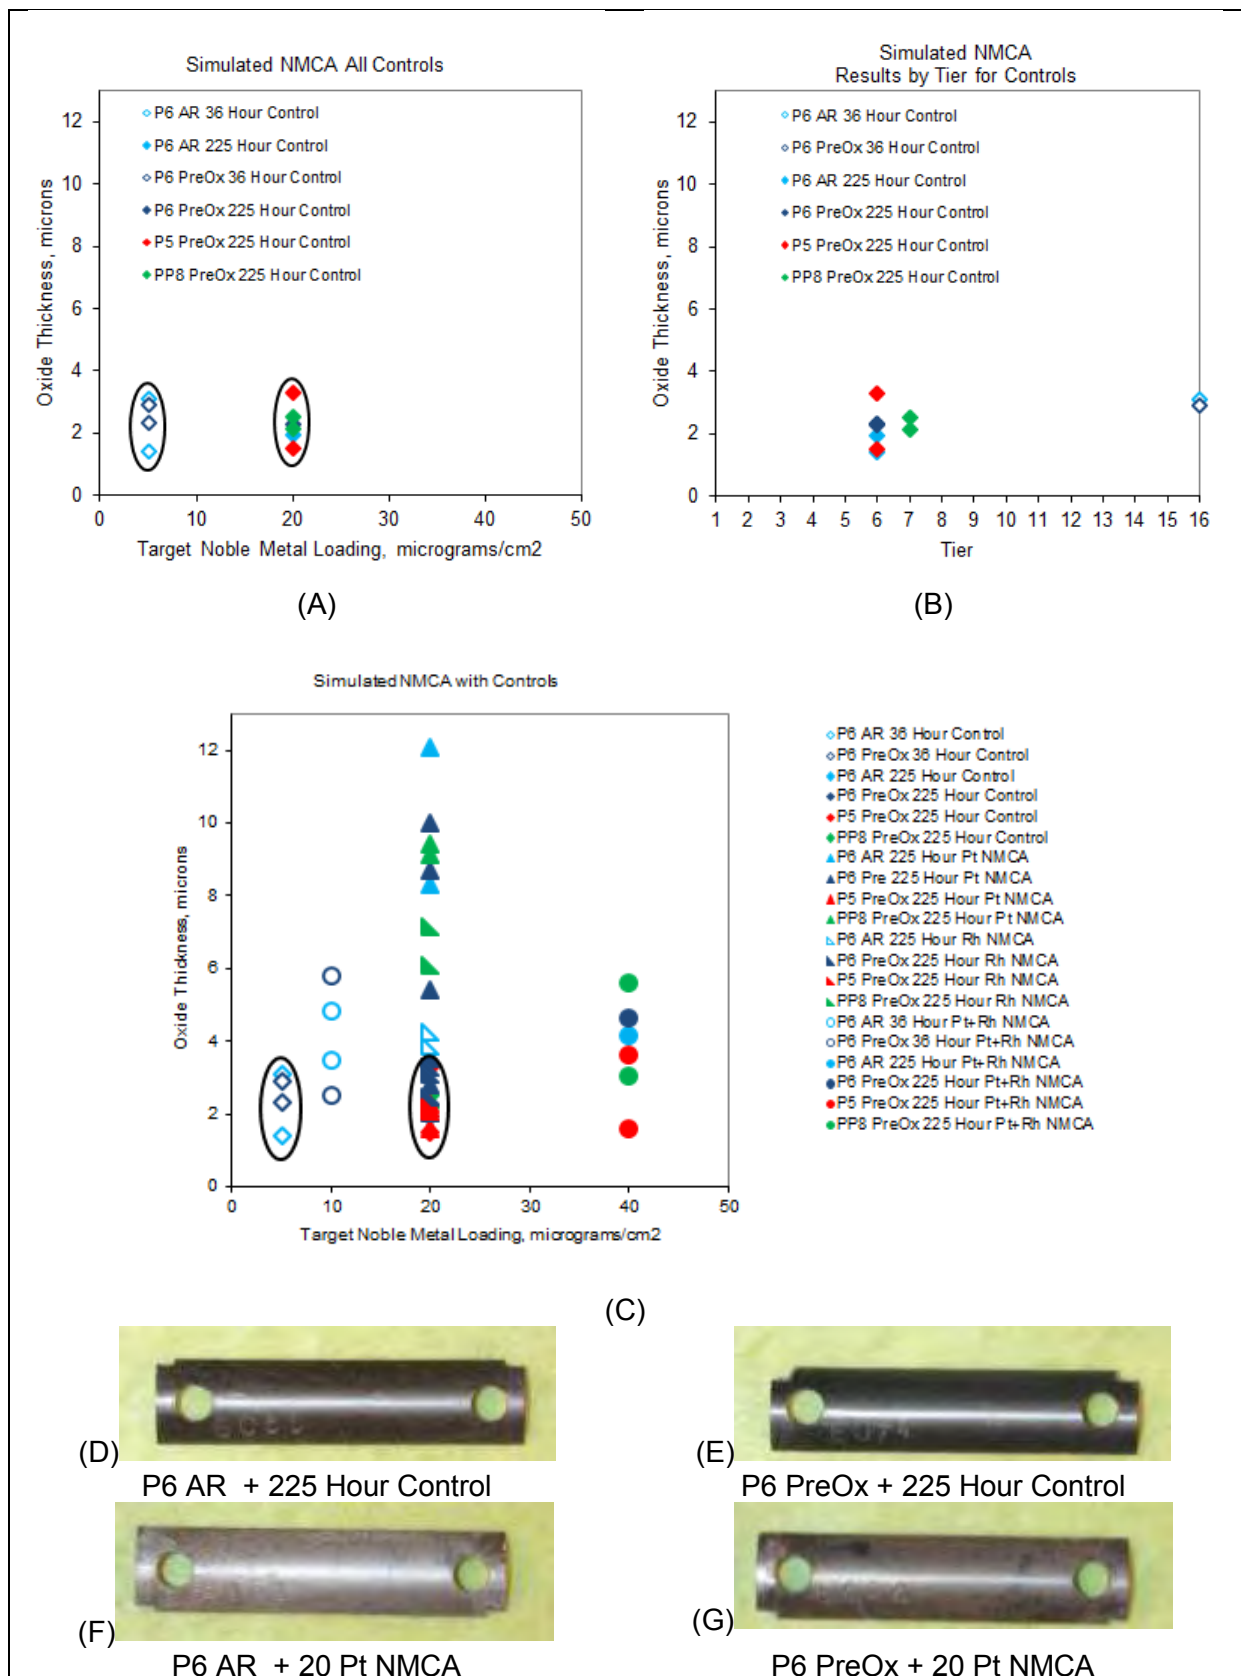 Simulated NMCA All Controls
P6 AR 36 Hour Control
P6 AR 225 Hour Control
P6 PreOx 36 Hour Control
P6 PreOx 225 Hour Control
P5 PreOx 225 Hour Control
PP8 PreOx 225 Hour Control
Oxide Thickness, microns
12
10
8
6
4
2
0
0 10 20 30 40 50
Target Noble Metal Loading, micrograms/cm2
(A)
Simulated NMCA
Results by Tier for Controls
P6 AR 36 Hour Control
P6 PreOx 36 Hour Control
P6 AR 225 Hour Control
P6 PreOx 225 Hour Control
P5 PreOx 225 Hour Control
PP8 PreOx 225 Hour Control
Oxide Thickness, microns
12
10
8
6
4
2
0
1 2 3 4 5 6 7 8 9 10 11 12 13 14 15 16
Tier
(B)
Simulated NMCA with Controls
Oxide Thickness, microns
12
10
8
6
4
2
0
0 10 20 30 40 50
Target Noble Metal Loading, micrograms/cm2
P6 AR 36 Hour Control
P6 PreOx 36 Hour Control
P6 AR 225 Hour Control
P6 PreOx 225 Hour Control
P5 PreOx 225 Hour Control
PP8 PreOx 225 Hour Control
P6 AR 225 Hour Pt NMCA
P6 Pre 225 Hour Pt NMCA
P5 PreOx 225 Hour Pt NMCA
PP8 PreOx 225 Hour Pt NMCA
P6 AR 225 Hour Rh NMCA
P6 PreOx 225 Hour Rh NMCA
P5 PreOx 225 Hour Rh NMCA
PP8 PreOx 225 Hour Rh NMCA
P6 AR 36 Hour Pt+Rh NMCA
P6 PreOx 36 Hour Pt+Rh NMCA
P6 AR 225 Hour Pt+Rh NMCA
P6 PreOx 225 Hour Pt+Rh NMCA
P5 PreOx 225 Hour Pt+Rh NMCA
PP8 PreOx 225 Hour Pt+Rh NMCA
(C)
(D)
P6 AR + 225 Hour Control
(E)
P6 PreOx + 225 Hour Control
(F)
P6 AR + 20 Pt NMCA
(G)
P6 PreOx + 20 Pt NMCA